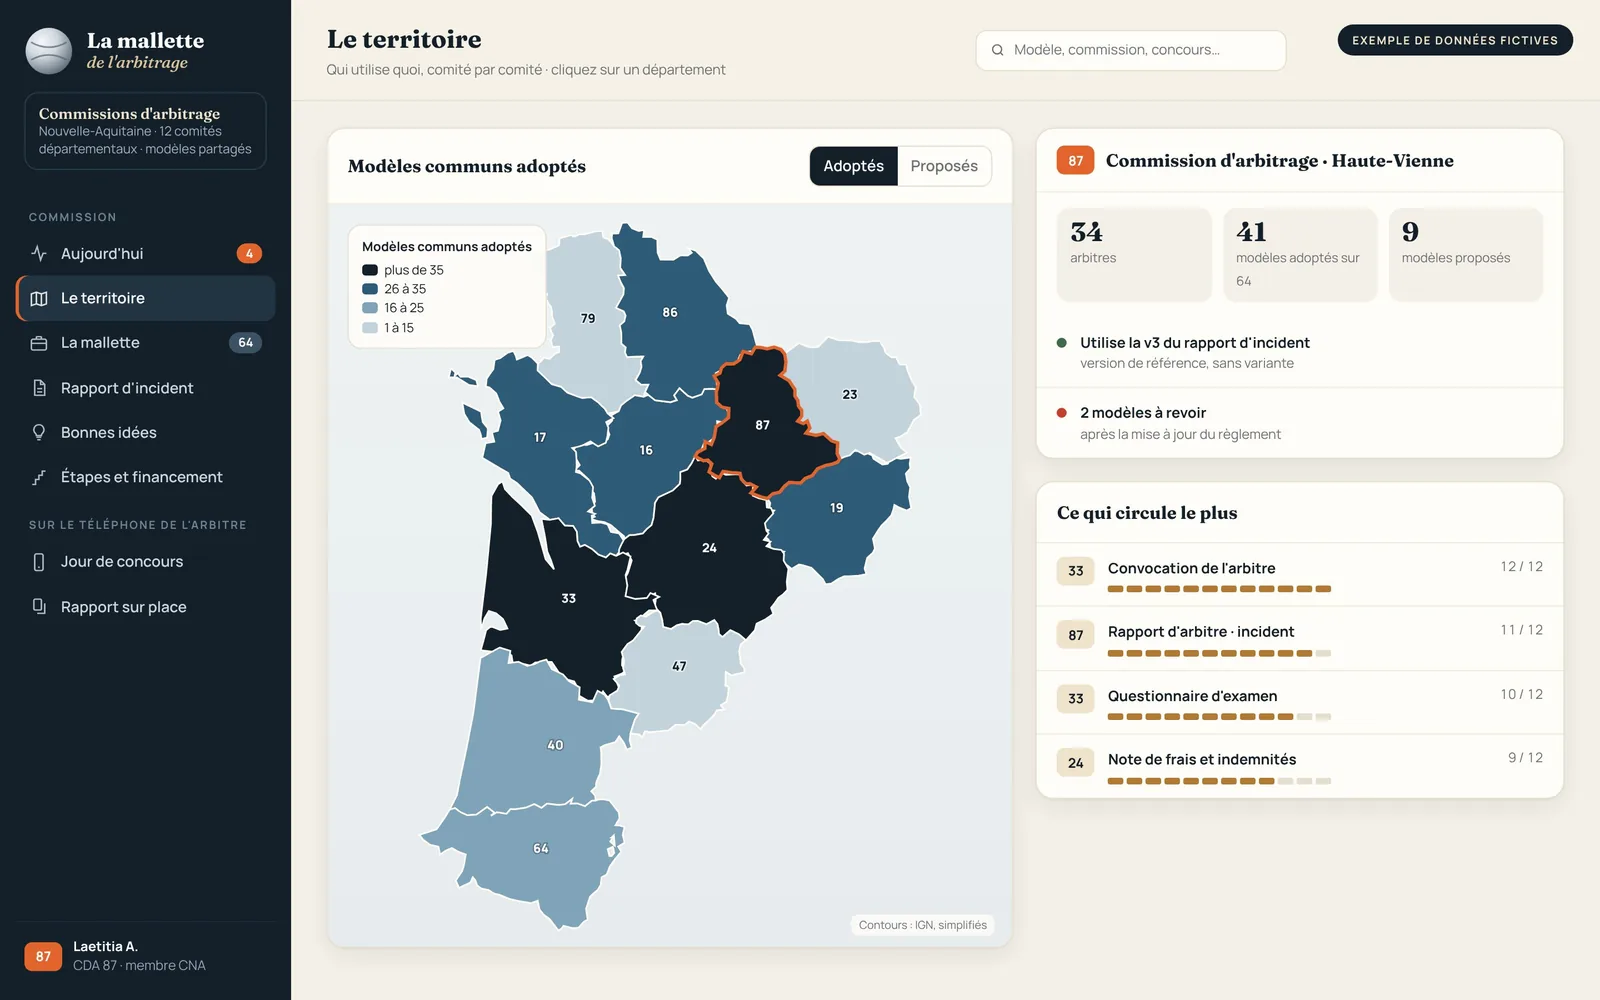 La mallette
de l'arbitrage
Commissions d'arbitrage
Nouvelle-Aquitaine · 12 comités
départementaux · modèles partagés
COMMISSION
Aujourd'hui
4
Le territoire
La mallette
64
Rapport d'incident
Bonnes idées
Étapes et financement
SUR LE TÉLÉPHONE DE L'ARBITRE
Jour de concours
Rapport sur place
87
Laetitia A.
CDA 87 · membre CNA
Le territoire
Qui utilise quoi, comité par comité · cliquez sur un département
Modèle, commission, concours...
EXEMPLE DE DONNÉES FICTIVES
Modèles communs adoptés
Adoptés
Proposés
Modèles communs adoptés
plus de 35
26 à 35
16 à 25
1 à 15
79
86
23
87
17
16
19
24
33
47
40
64
Contours : IGN, simplifiés
87
Commission d'arbitrage · Haute-Vienne
34
arbitres
41
modèles adoptés sur
64
9
modèles proposés
Utilise la v3 du rapport d'incident
version de référence, sans variante
2 modèles à revoir
après la mise à jour du règlement
Ce qui circule le plus
33
Convocation de l'arbitre
12 / 12
87
Rapport d'arbitre · incident
11 / 12
33
Questionnaire d'examen
10 / 12
24
Note de frais et indemnités
9 / 12